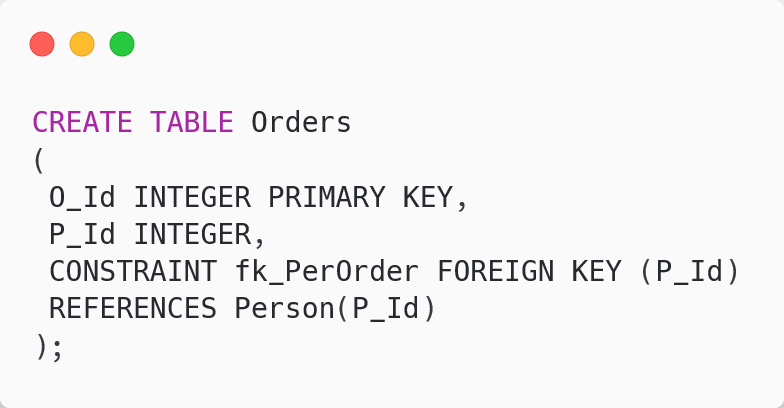 CREATE TABLE Orders
(
 O_Id INTEGER PRIMARY KEY,
 P_Id INTEGER,
 CONSTRAINT fk_PerOrder FOREIGN KEY (P_Id)
 REFERENCES Person(P_Id)
);